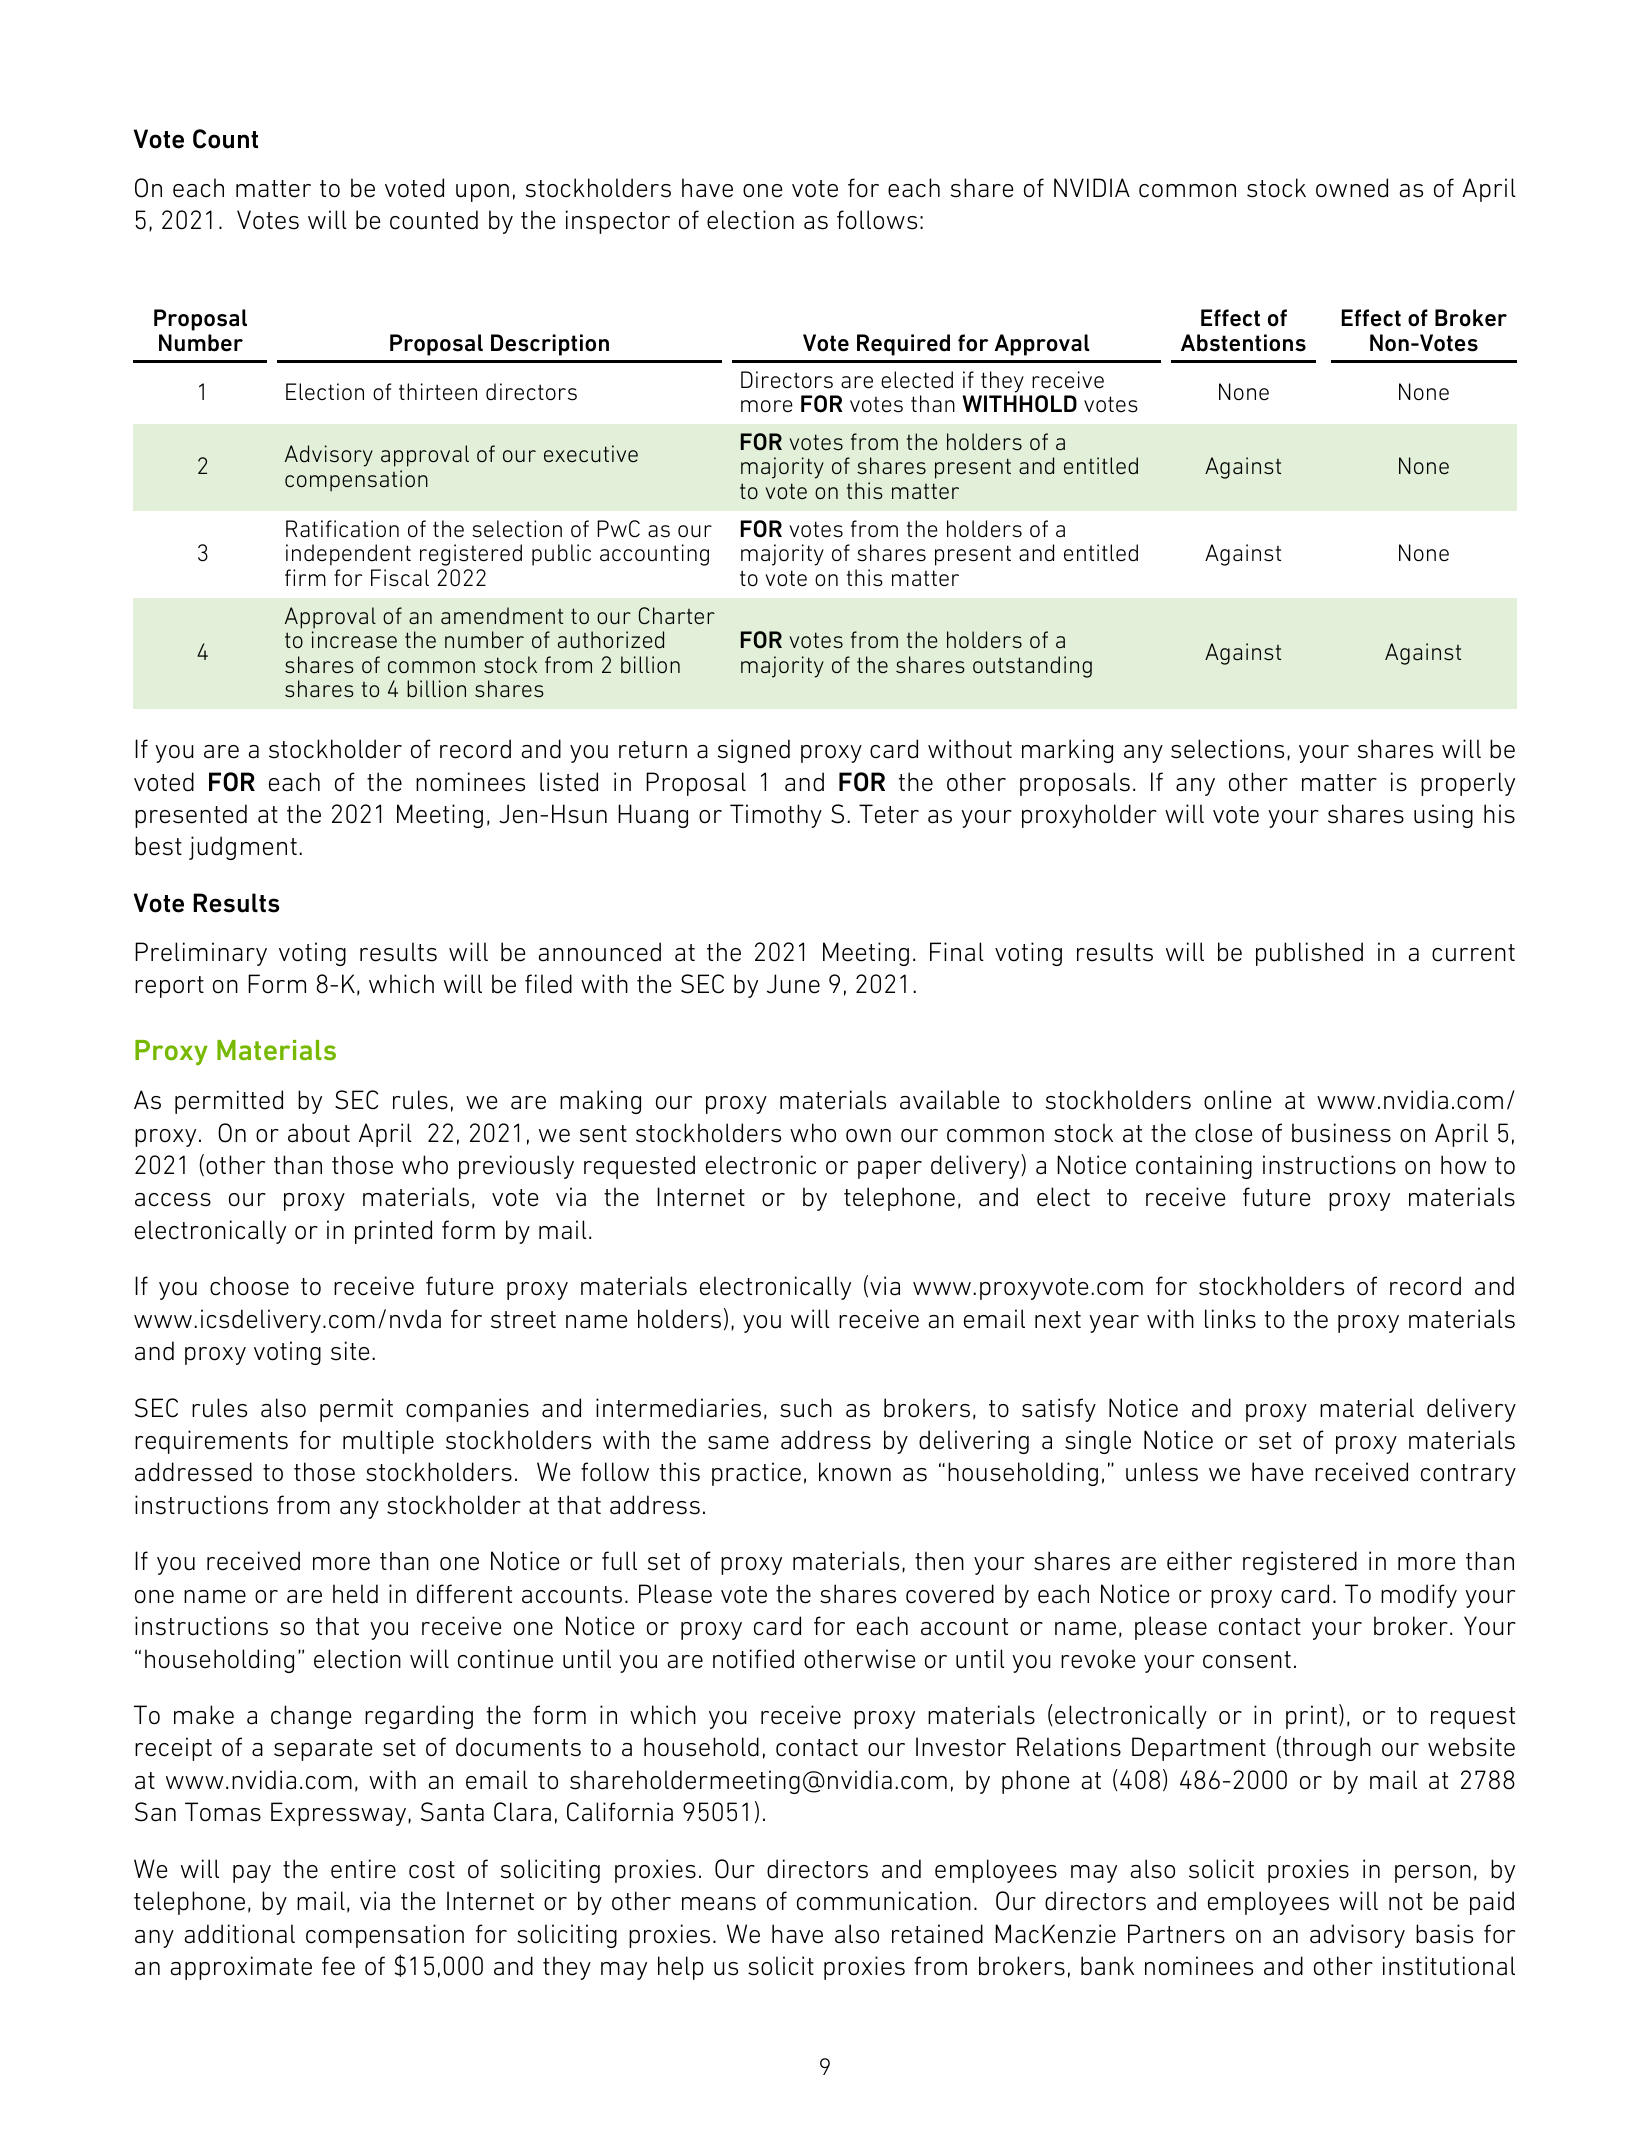 Vote Count
On each matter to be voted upon, stockholders have one vote for each share of NVIDIA common stock owned as of April
5, 2021.  Votes will be counted by the inspector of election as follows:
Proposal Number | Proposal Description | Vote Required for Approval | Effect of Abstentions | Effect of Broker Non-Votes
1 | Election of thirteen directors | Directors are elected if they receive more FOR votes than WITHHOLD votes | None | None
2 | Advisory approval of our executive compensation | FOR votes from the holders of a majority of shares present and entitled to vote on this matter | Against | None
3 | Ratification of the selection of PwC as our independent registered public accounting firm for Fiscal 2022 | FOR votes from the holders of a majority of shares present and entitled to vote on this matter | Against | None
4 | Approval of an amendment to our Charter to increase the number of authorized shares of common stock from 2 billion shares to 4 billion shares | FOR votes from the holders of a majority of the shares outstanding | Against | Against
If you are a stockholder of record and you return a signed proxy card without marking any selections, your shares will be
voted FOR each of the nominees listed in Proposal 1 and FOR the other proposals. If any other matter is properly
presented at the 2021 Meeting, Jen-Hsun Huang or Timothy S. Teter as your proxyholder will vote your shares using his
best judgment.
Vote Results
Preliminary voting results will be announced at the 2021 Meeting. Final voting results will be published in a current
report on Form 8-K, which will be filed with the SEC by June 9, 2021.
Proxy Materials
As permitted by SEC rules, we are making our proxy materials available to stockholders online at www.nvidia.com/
proxy.  On or about April  22, 2021, we sent stockholders who own our common stock at the close of business on April 5,
2021 (other than those who previously requested electronic or paper delivery) a Notice containing instructions on how to
access our proxy materials, vote via the Internet or by telephone, and elect to receive future proxy materials
electronically or in printed form by mail.
If you choose to receive future proxy materials electronically (via www.proxyvote.com for stockholders of record and
www.icsdelivery.com/nvda for street name holders), you will receive an email next year with links to the proxy materials
and proxy voting site.
SEC rules also permit companies and intermediaries, such as brokers, to satisfy Notice and proxy material delivery
requirements for multiple stockholders with the same address by delivering a single Notice or set of proxy materials
addressed to those stockholders.  We follow this practice, known as “householding,” unless we have received contrary
instructions from any stockholder at that address.
If you received more than one Notice or full set of proxy materials, then your shares are either registered in more than
one name or are held in different accounts. Please vote the shares covered by each Notice or proxy card. To modify your
instructions so that you receive one Notice or proxy card for each account or name, please contact your broker. Your
“householding” election will continue until you are notified otherwise or until you revoke your consent.
To make a change regarding the form in which you receive proxy materials (electronically or in print), or to request
receipt of a separate set of documents to a household, contact our Investor Relations Department (through our website
at www.nvidia.com, with an email to shareholdermeeting@nvidia.com, by phone at (408) 486-2000 or by mail at 2788
San Tomas Expressway, Santa Clara, California 95051).
We will pay the entire cost of soliciting proxies. Our directors and employees may also solicit proxies in person, by
telephone, by mail, via the Internet or by other means of communication.  Our directors and employees will not be paid
any additional compensation for soliciting proxies. We have also retained MacKenzie Partners on an advisory basis for
an approximate fee of $15,000 and they may help us solicit proxies from brokers, bank nominees and other institutional
9